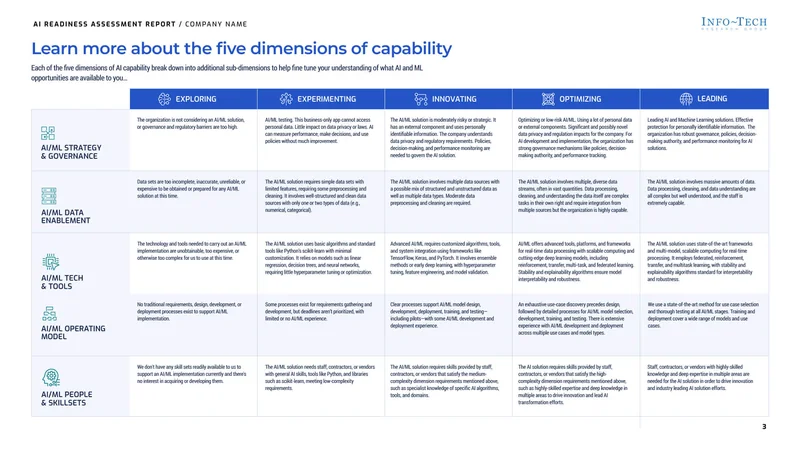 AI READINESS ASSESSMENT REPORT / COMPANY NAME
INFO~TECH
RESEARCH GROUP
Learn more about the five dimensions of capability
Each of the five dimensions of AI capability break down into additional sub-dimensions to help fine tune your understanding of what AI and ML
opportunities are available to you...
EXPLORING
EXPERIMENTING
INNOVATING
OPTIMIZING
LEADING
AI/ML STRATEGY
& GOVERNANCE
The organization is not considering an AI/ML solution,
or governance and regulatory barriers are too high.
AI/ML testing. This business only app cannot access
personal data. Little impact on data privacy or laws. AI
can measure performance, make decisions, and use
policies without much improvement.
The AI/ML solution is moderately risky or strategic. It
has an external component and uses personally
identifiable information. The company understands
data privacy and regulatory requirements. Policies,
decision-making, and performance monitoring are
needed to govern the AI solution.
Optimizing or low-risk AI/ML. Using a lot of personal data
or external components. Significant and possibly novel
data privacy and regulation impacts for the company. For
AI development and implementation, the organization has
strong governance mechanisms like policies, decision-
making authority, and performance tracking.
Leading AI and Machine Learning solutions. Effective
protection for personally identifiable information. The
organization has robust governance, policies, decision-
making authority, and performance monitoring for AI
solutions.
AI/ML DATA
ENABLEMENT
Data sets are too incomplete, inaccurate, unreliable, or
expensive to be obtained or prepared for any AI/ML
solution at this time.
The AI/ML solution requires simple data sets with
limited features, requiring some preprocessing and
cleaning. It involves well-structured and clean data
sources with only one or two types of data (e.g.,
numerical, categorical).
The AI/ML solution involves multiple data sources with
a possible mix of structured and unstructured data as
well as multiple data types. Moderate data
preprocessing and cleaning are required.
The AI/ML solution involves multiple, diverse data
streams, often in vast quantities. Data processing,
cleaning, and understanding the data itself are complex
tasks in their own right and require integration from
multiple sources but the organization is highly capable.
The AI/ML solution involves massive amounts of data.
Data processing, cleaning, and data understanding are
all complex but well understood, and the staff is
extremely capable.
AI/ML TECH
& TOOLS
The technology and tools needed to carry out an AI/ML
implementation are unobtainable, too expensive, or
otherwise too complex for us to use at this time.
The AI/ML solution uses basic algorithms and standard
tools like Python's scikit-learn with minimal
customization. It relies on models such as linear
regression, decision trees, and neural networks,
requiring little hyperparameter tuning or optimization.
Advanced AI/ML requires customized algorithms, tools,
and system integration using frameworks like
TensorFlow, Keras, and PyTorch. It involves ensemble
methods or early deep learning, with hyperparameter
tuning, feature engineering, and model validation.
AI/ML offers advanced tools, platforms, and frameworks
for real-time data processing with scalable computing and
cutting-edge deep learning models, including
reinforcement, transfer, multi-task, and federated learning.
Stability and explainability algorithms ensure model
interpretability and robustness.
The AI/ML solution uses state-of-the-art frameworks
and multi-model, scalable computing for real-time
processing. It employs federated, reinforcement,
transfer, and multitask learning with stability and
explainability algorithms standard for interpretability
and robustness.
AI/ML OPERATING
MODEL
No traditional requirements, design, development, or
deployment processes exist to support AI/ML
implementation.
Some processes exist for requirements gathering and
development, but deadlines aren't prioritized, with
limited or no AI/ML experience.
Clear processes support AI/ML model design,
development, deployment, training, and testing—
including pilots—with some AI/ML development and
deployment experience.
An exhaustive use-case discovery precedes design,
followed by detailed processes for AI/ML model selection,
development, training, and testing. There is extensive
experience with AI/ML development and deployment
across multiple use cases and model types.
We use a state-of-the-art method for use case selection
and thorough testing at all AI/ML stages. Training and
deployment cover a wide range of models and use
cases.
AI/ML PEOPLE
& SKILLSETS
We don't have any skill sets readily available to us to
support an AI/ML implementation currently and there's
no interest in acquiring or developing them.
The AI/ML solution needs staff, contractors, or vendors
with general AI skills, tools like Python, and libraries
such as scikit-learn, meeting low-complexity
requirements.
The AI/ML solution requires skills provided by staff,
contractors, or vendors that satisfy the medium-
complexity dimension requirements mentioned above,
such as specialist knowledge of specific AI algorithms,
tools, and domains.
The AI solution requires skills provided by staff,
contractors, or vendors that satisfy the high-
complexity dimension requirements mentioned above,
such as highly-skilled expertise and deep knowledge in
multiple areas to drive innovation and lead AI
transformation efforts.
Staff, contractors, or vendors with highly-skilled
knowledge and deep expertise in multiple areas are
needed for the AI solution in order to drive innovation
and industry leading AI solution efforts.
3